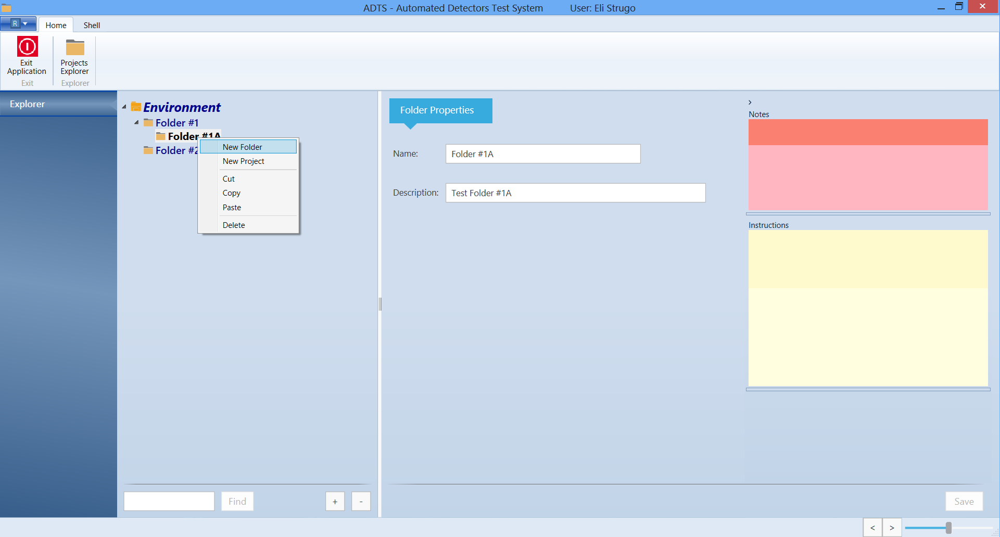 ADTS - Automated Detectors Test System User: Eli Strugo
R Home Shell
Exit
Application
Projects
Explorer
Exit
Explorer
Explorer
Environment
Folder #1
Folder #1A
Folder #2
New Folder
New Project
Cut
Copy
Paste
Delete
Find
+
-
Folder Properties
Name:
Folder #1A
Description:
Test Folder #1A
>
Notes
Instructions
Save
<
>